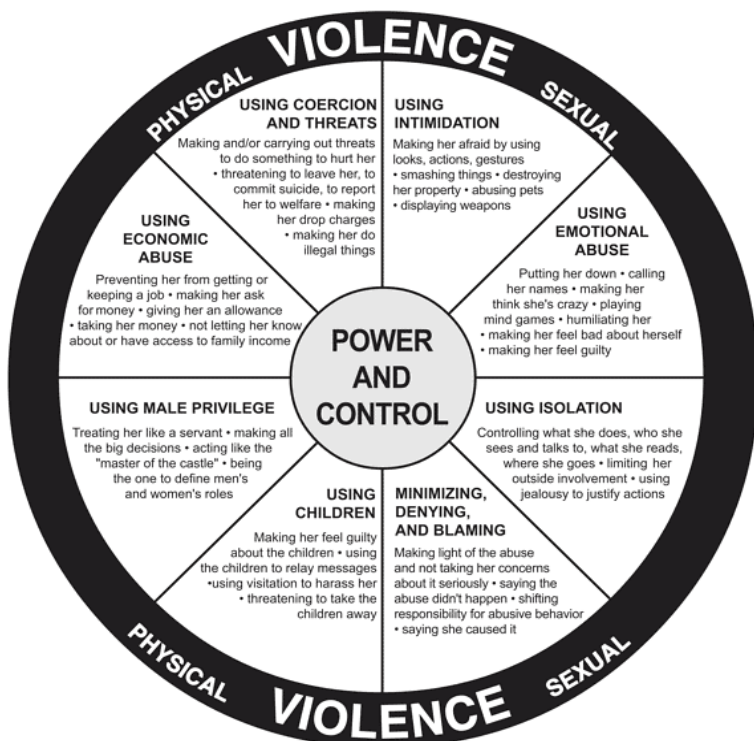 PHYSICAL VIOLENCE SEXUAL
USING COERCION
AND THREATS
Making and/or carrying out threats
to do something to hurt her
• threatening to leave her, to
commit suicide, to report
her to welfare • making
her drop charges
• making her do
illegal things
USING
INTIMIDATION
Making her afraid by using
looks, actions, gestures
• smashing things • destroying
her property • abusing pets
• displaying weapons
USING
EMOTIONAL
ABUSE
Putting her down • calling
her names • making her
think she's crazy • playing
mind games • humiliating her
• making her feel bad about herself
• making her feel guilty
USING ISOLATION
Controlling what she does, who she
sees and talks to, what she reads,
where she goes • limiting her
outside involvement • using
jealousy to justify actions
MINIMIZING,
DENYING,
AND BLAMING
Making light of the abuse
and not taking her concerns
about it seriously • saying the
abuse didn't happen • shifting
responsibility for abusive behavior
• saying she caused it
USING
CHILDREN
Making her feel guilty
about the children • using
the children to relay messages
•using visitation to harass her
• threatening to take the
children away
USING MALE PRIVILEGE
Treating her like a servant • making all
the big decisions • acting like the
"master of the castle" • being
the one to define men's
and women's roles
USING
ECONOMIC
ABUSE
Preventing her from getting or
keeping a job • making her ask
for money • giving her an allowance
• taking her money • not letting her know
about or have access to family income
POWER
AND
CONTROL
PHYSICAL VIOLENCE SEXUAL